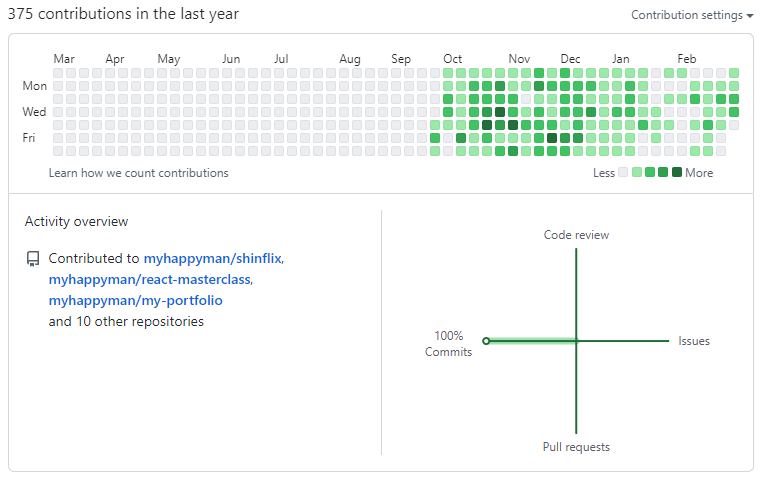 375 contributions in the last year
Contribution settings
Mar Apr May Jun Jul Aug Sep Oct Nov Dec Jan Feb
Mon
Wed
Fri
Learn how we count contributions
Less More
Activity overview
Contributed to myhappyman/shinflix,
myhappyman/react-masterclass,
myhappyman/my-portfolio
and 10 other repositories
Code review
100%
Commits
Issues
Pull requests